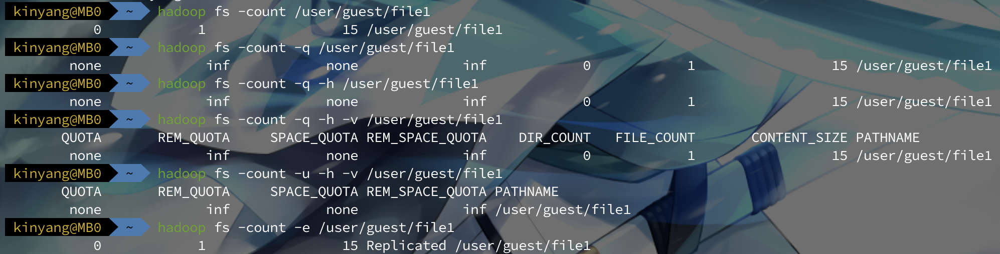 kinyang@MB0 ~ hadoop fs -count /user/guest/file1
0 1 15 /user/guest/file1
kinyang@MB0 ~ hadoop fs -count -q /user/guest/file1
none inf none inf 0 1 15 /user/guest/file1
kinyang@MB0 ~ hadoop fs -count -q -h /user/guest/file1
none inf none inf 0 1 15 /user/guest/file1
kinyang@MB0 ~ hadoop fs -count -q -h -v /user/guest/file1
QUOTA REM_QUOTA SPACE_QUOTA REM_SPACE_QUOTA DIR_COUNT FILE_COUNT CONTENT_SIZE PATHNAME
none inf none inf 0 1 15 /user/guest/file1
kinyang@MB0 ~ hadoop fs -count -u -h -v /user/guest/file1
QUOTA REM_QUOTA SPACE_QUOTA REM_SPACE_QUOTA PATHNAME
none inf none inf /user/guest/file1
kinyang@MB0 ~ hadoop fs -count -e /user/guest/file1
0 1 15 Replicated /user/guest/file1